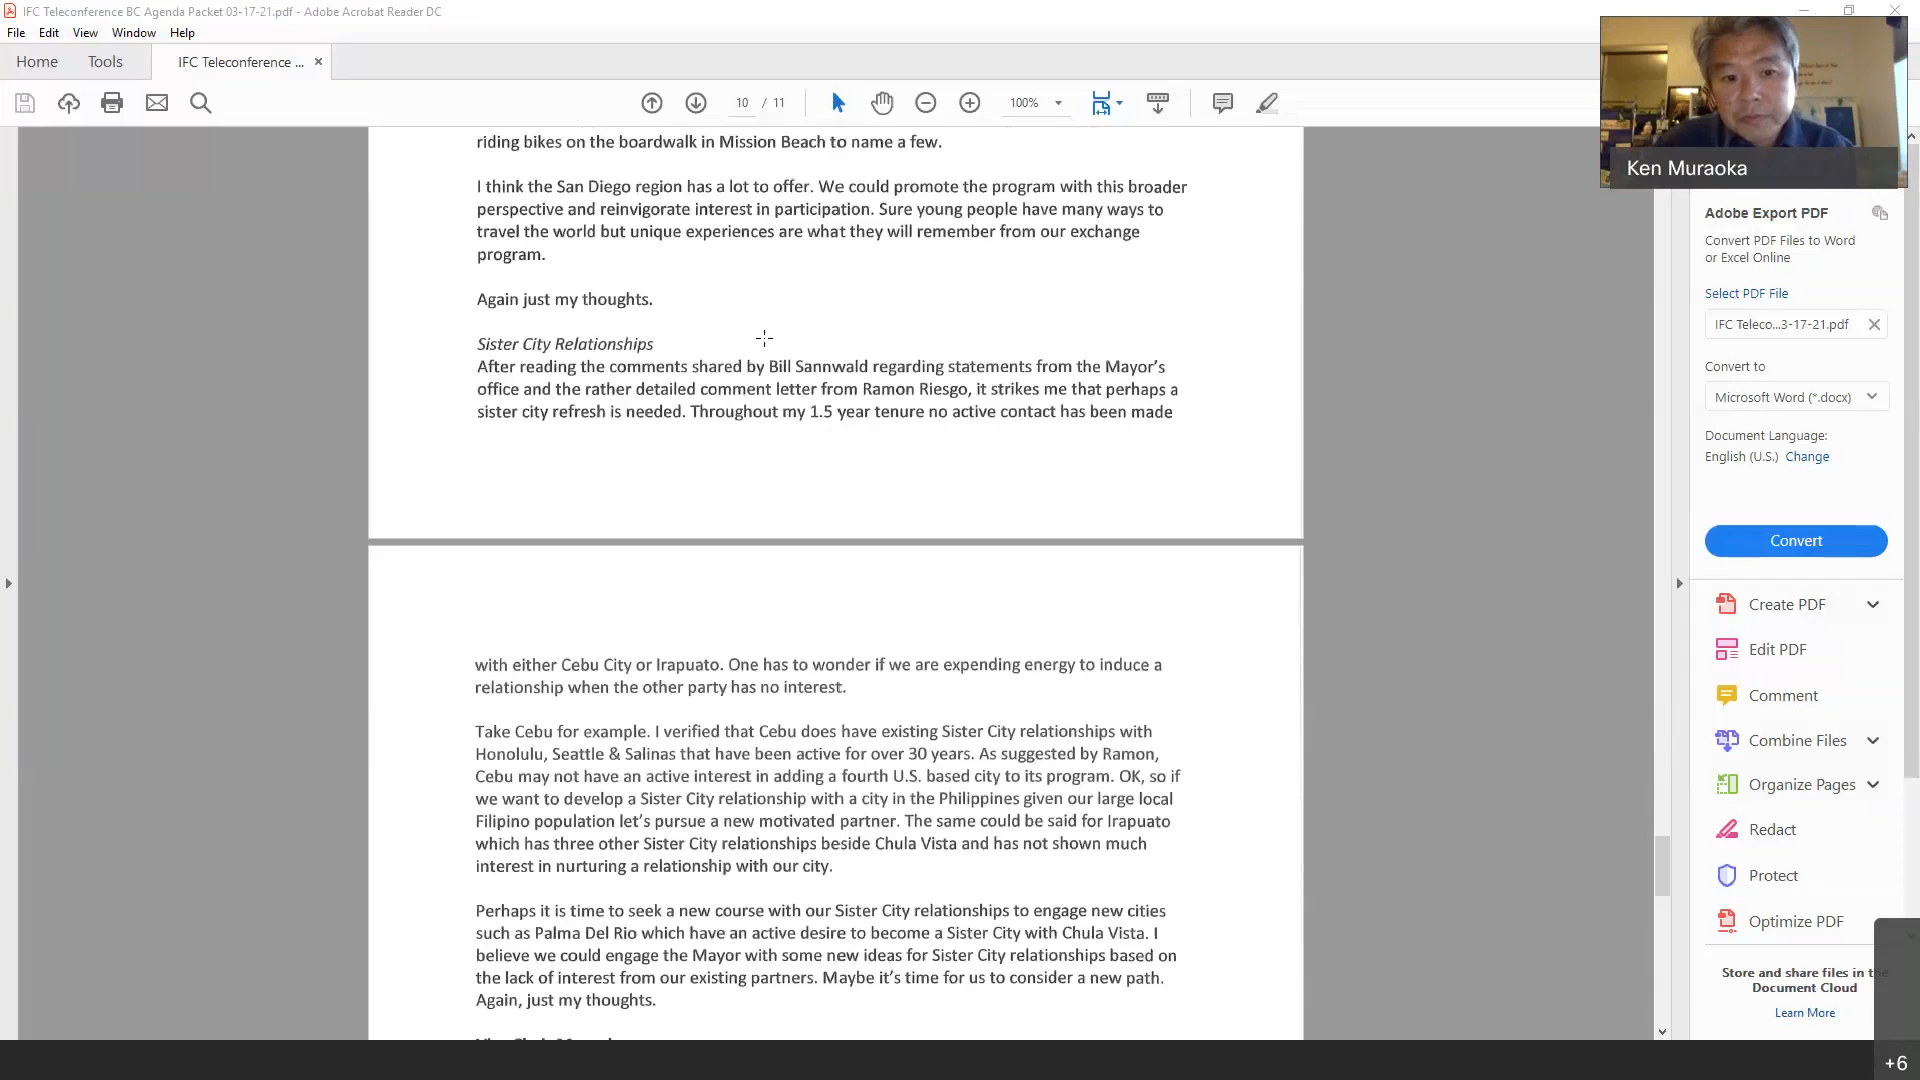 IFC Teleconference BC Agenda Packet 03-17-21.pdf - Adobe Acrobat Reader DC
File Edit View Window Help
Home Tools IFC Teleconference ... ×
10 / 11 100%
Ken Muraoka
riding bikes on the boardwalk in Mission Beach to name a few.
I think the San Diego region has a lot to offer. We could promote the program with this broader
perspective and reinvigorate interest in participation. Sure young people have many ways to
travel the world but unique experiences are what they will remember from our exchange
program.
Again just my thoughts.
Sister City Relationships
After reading the comments shared by Bill Sannwald regarding statements from the Mayor’s
office and the rather detailed comment letter from Ramon Riesgo, it strikes me that perhaps a
sister city refresh is needed. Throughout my 1.5 year tenure no active contact has been made
with either Cebu City or Irapuato. One has to wonder if we are expending energy to induce a
relationship when the other party has no interest.
Take Cebu for example. I verified that Cebu does have existing Sister City relationships with
Honolulu, Seattle & Salinas that have been active for over 30 years. As suggested by Ramon,
Cebu may not have an active interest in adding a fourth U.S. based city to its program. OK, so if
we want to develop a Sister City relationship with a city in the Philippines given our large local
Filipino population let’s pursue a new motivated partner. The same could be said for Irapuato
which has three other Sister City relationships beside Chula Vista and has not shown much
interest in nurturing a relationship with our city.
Perhaps it is time to seek a new course with our Sister City relationships to engage new cities
such as Palma Del Rio which have an active desire to become a Sister City with Chula Vista. I
believe we could engage the Mayor with some new ideas for Sister City relationships based on
the lack of interest from our existing partners. Maybe it’s time for us to consider a new path.
Again, just my thoughts.
Adobe Export PDF
Convert PDF Files to Word
or Excel Online
Select PDF File
IFC Teleco...3-17-21.pdf
Convert to
Microsoft Word (*.docx)
Document Language:
English (U.S.) Change
Convert
Create PDF
Edit PDF
Comment
Combine Files
Organize Pages
Redact
Protect
Optimize PDF
Store and share files in the
Document Cloud
Learn More
+6